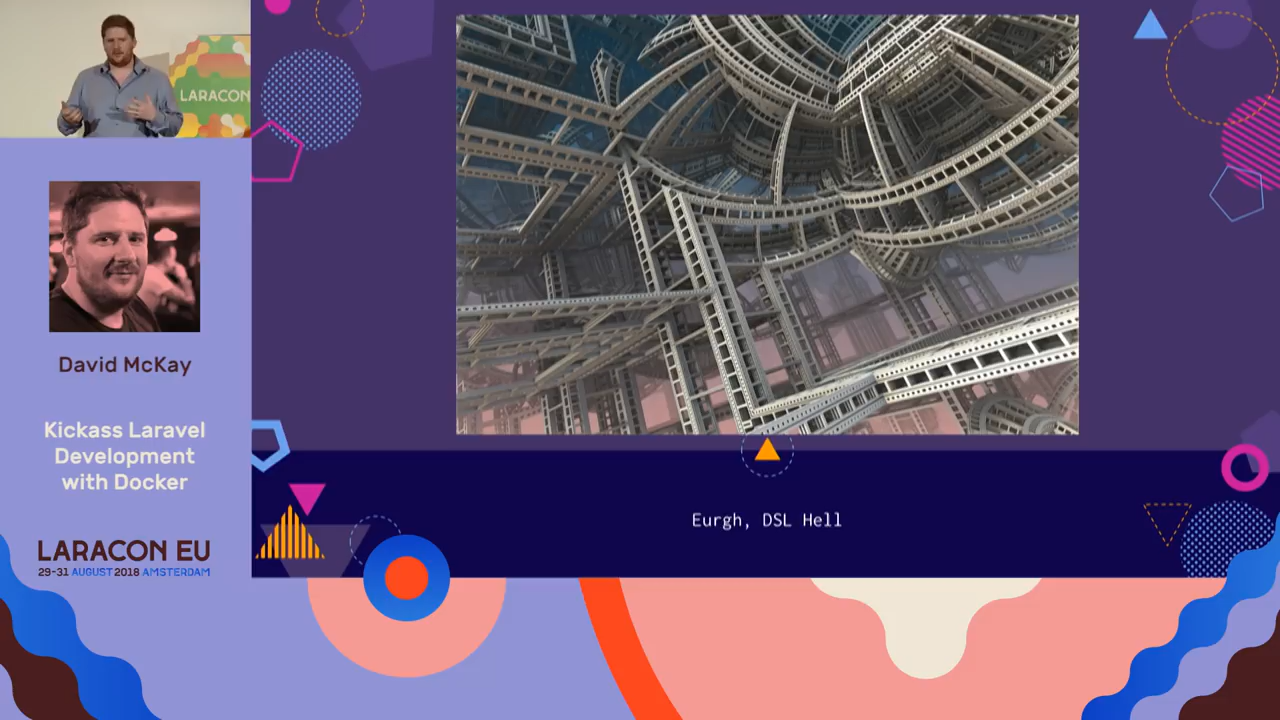 LARACON
David McKay
Kickass Laravel
Development
with Docker
LARACON EU
29-31 AUGUST 2018 AMSTERDAM
Eurgh, DSL Hell